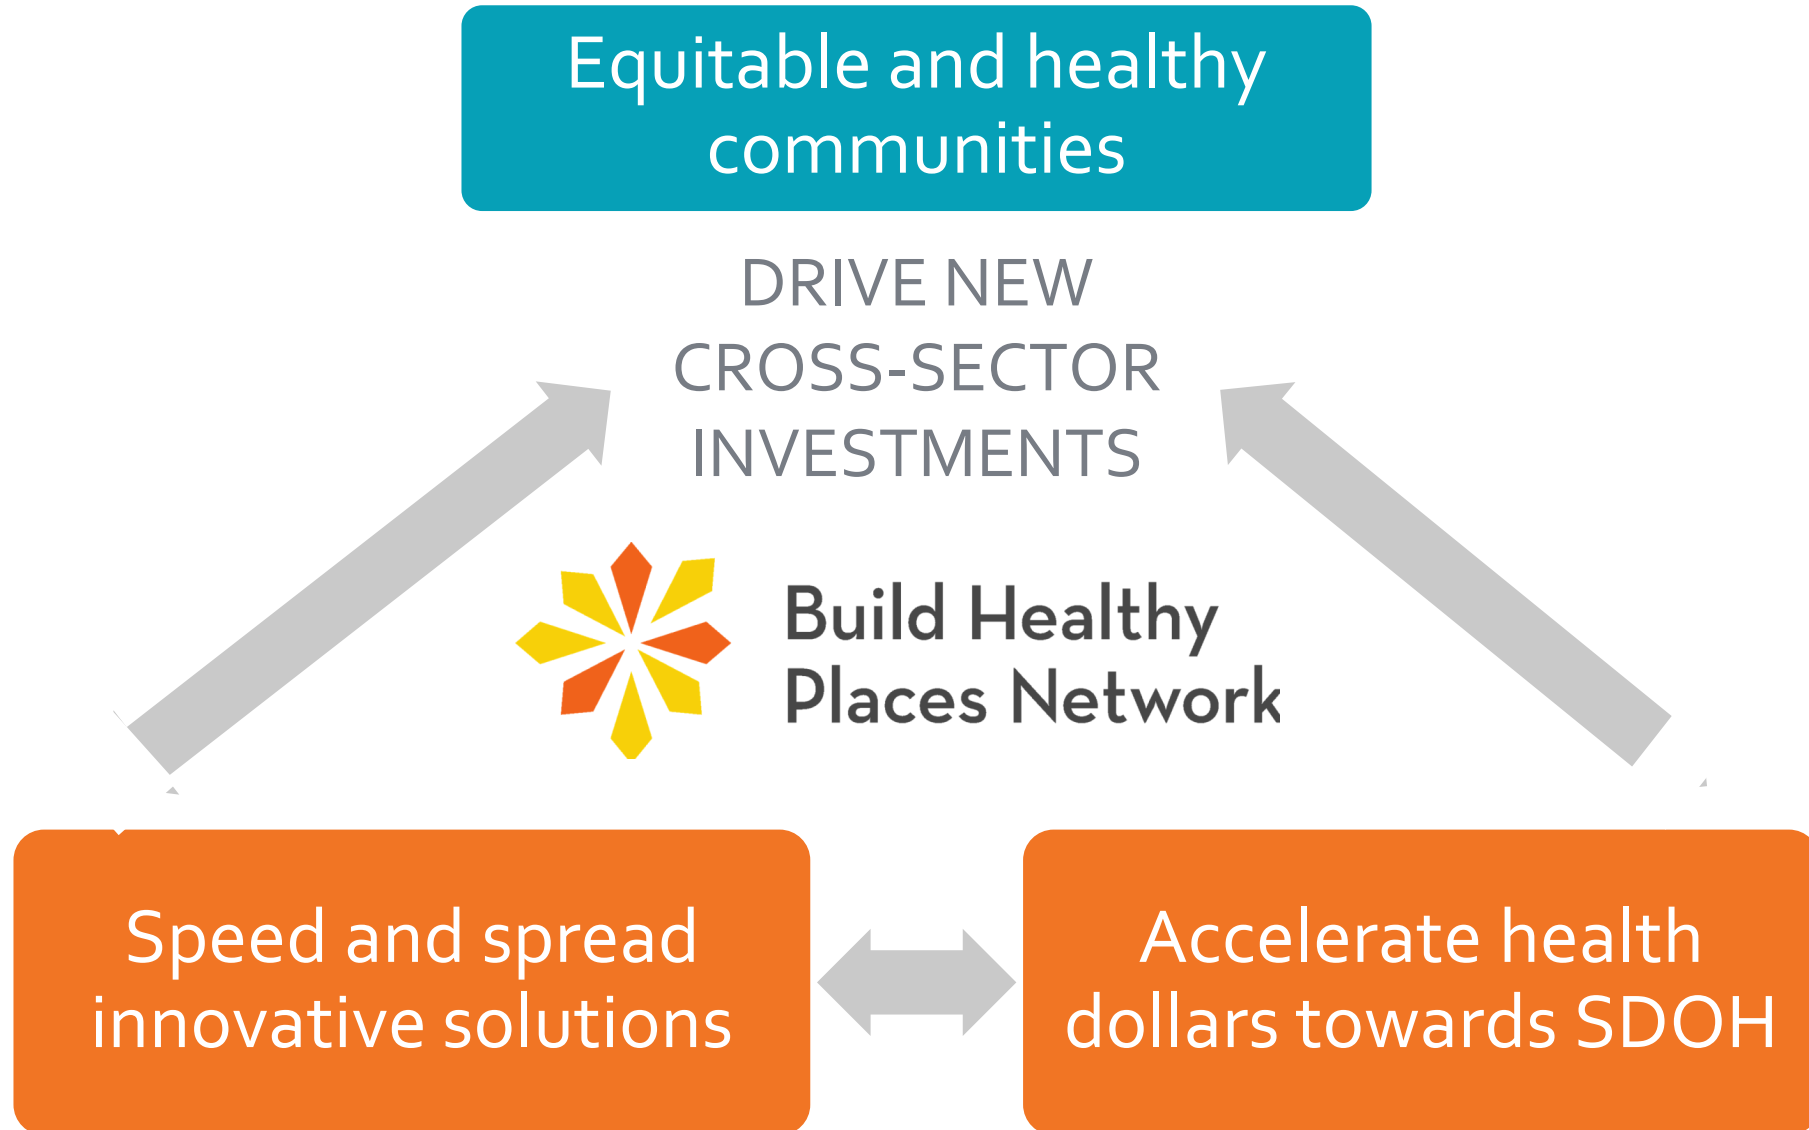 Equitable and healthy
communities
DRIVE NEW
CROSS-SECTOR
INVESTMENTS
Build Healthy
Places Network
Speed and spread
innovative solutions
Accelerate health
dollars towards SDOH